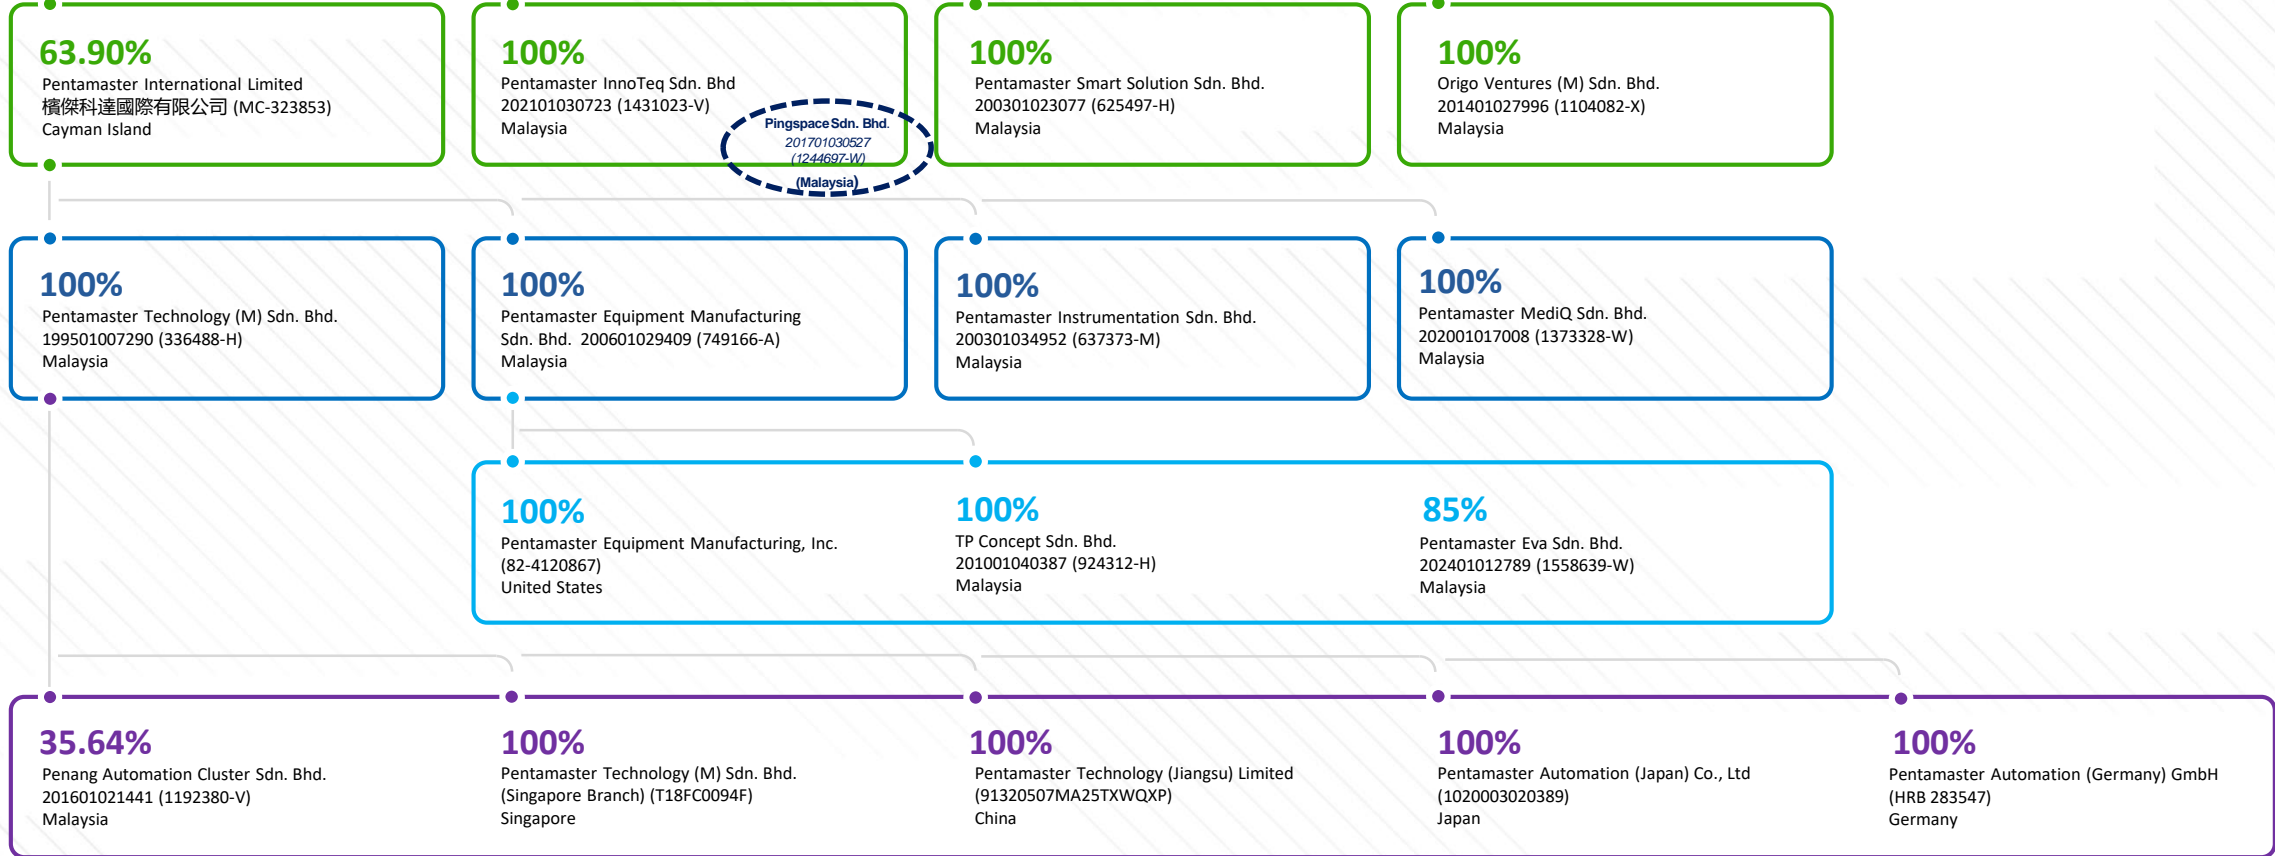 63.90%
Pentamaster International Limited
檳傑科達國際有限公司 (MC-323853)
Cayman Island
100%
Pentamaster InnoTeq Sdn. Bhd
202101030723 (1431023-V)
Malaysia
Pingspace Sdn. Bhd.
201701030527
(1244697-W)
(Malaysia)
100%
Pentamaster Smart Solution Sdn. Bhd.
200301023077 (625497-H)
Malaysia
100%
Origo Ventures (M) Sdn. Bhd.
201401027996 (1104082-X)
Malaysia
100%
Pentamaster Technology (M) Sdn. Bhd.
199501007290 (336488-H)
Malaysia
100%
Pentamaster Equipment Manufacturing
Sdn. Bhd. 200601029409 (749166-A)
Malaysia
100%
Pentamaster Instrumentation Sdn. Bhd.
200301034952 (637373-M)
Malaysia
100%
Pentamaster MediQ Sdn. Bhd.
202001017008 (1373328-W)
Malaysia
100%
Pentamaster Equipment Manufacturing, Inc.
(82-4120867)
United States
100%
TP Concept Sdn. Bhd.
201001040387 (924312-H)
Malaysia
85%
Pentamaster Eva Sdn. Bhd.
202401012789 (1558639-W)
Malaysia
35.64%
Penang Automation Cluster Sdn. Bhd.
201601021441 (1192380-V)
Malaysia
100%
Pentamaster Technology (M) Sdn. Bhd.
(Singapore Branch) (T18FC0094F)
Singapore
100%
Pentamaster Technology (Jiangsu) Limited
(91320507MA25TXWQXP)
China
100%
Pentamaster Automation (Japan) Co., Ltd
(1020003020389)
Japan
100%
Pentamaster Automation (Germany) GmbH
(HRB 283547)
Germany